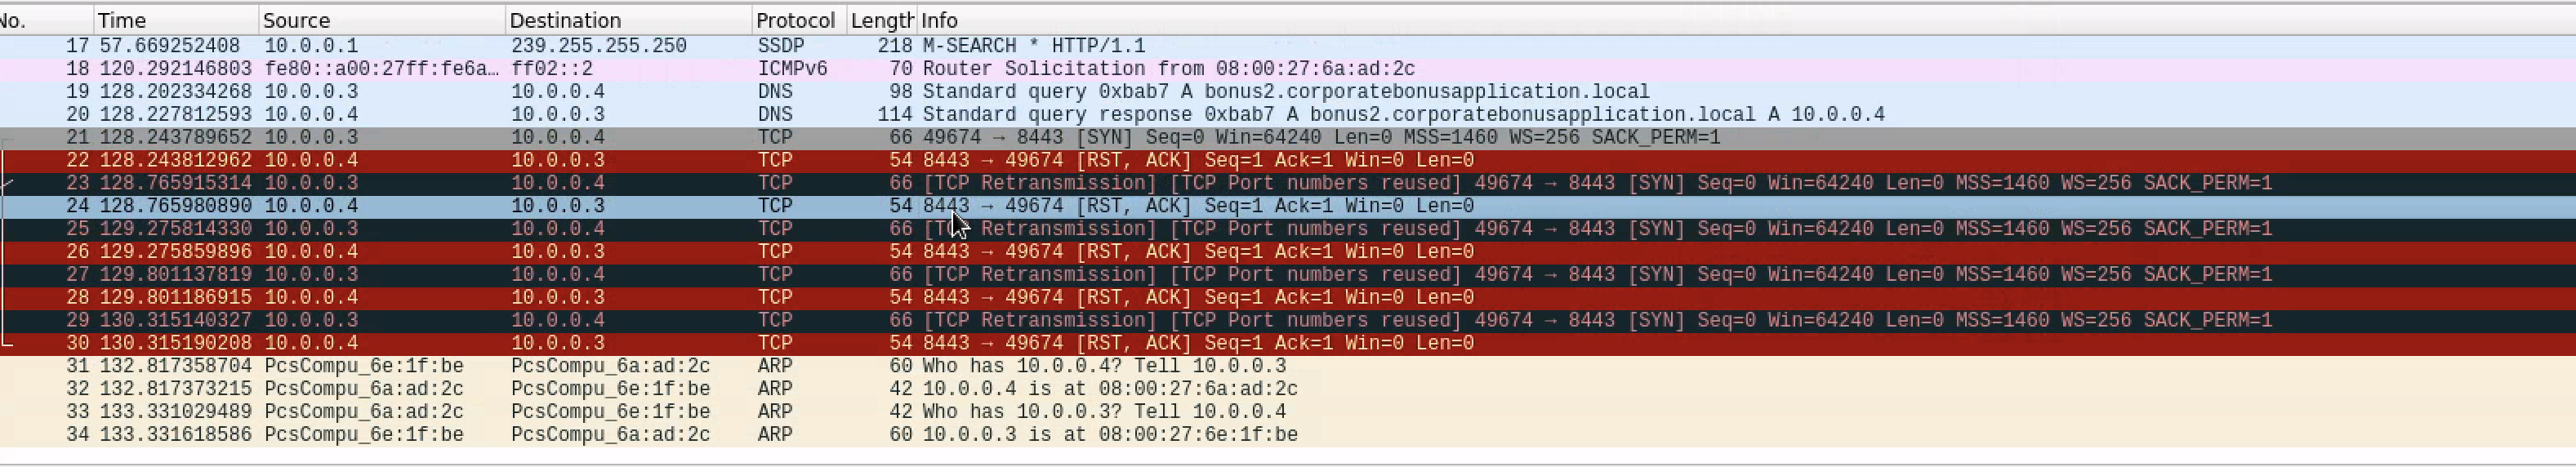 No. Time Source Destination Protocol Length Info
17 57.669252408 10.0.0.1 239.255.255.250 SSDP 218 M-SEARCH * HTTP/1.1
18 120.292146803 fe80::a00:27ff:fe6a… ff02::2 ICMPv6 70 Router Solicitation from 08:00:27:6a:ad:2c
19 128.202334268 10.0.0.3 10.0.0.4 DNS 98 Standard query 0xbab7 A bonus2.corporatebonusapplication.local
20 128.227812593 10.0.0.4 10.0.0.3 DNS 114 Standard query response 0xbab7 A bonus2.corporatebonusapplication.local A 10.0.0.4
21 128.243789652 10.0.0.3 10.0.0.4 TCP 66 49674 → 8443 [SYN] Seq=0 Win=64240 Len=0 MSS=1460 WS=256 SACK_PERM=1
22 128.243812962 10.0.0.4 10.0.0.3 TCP 54 8443 → 49674 [RST, ACK] Seq=1 Ack=1 Win=0 Len=0
23 128.765915314 10.0.0.3 10.0.0.4 TCP 66 [TCP Retransmission] [TCP Port numbers reused] 49674 → 8443 [SYN] Seq=0 Win=64240 Len=0 MSS=1460 WS=256 SACK_PERM=1
24 128.765980890 10.0.0.4 10.0.0.3 TCP 54 8443 → 49674 [RST, ACK] Seq=1 Ack=1 Win=0 Len=0
25 129.275814330 10.0.0.3 10.0.0.4 TCP 66 [TCP Retransmission] [TCP Port numbers reused] 49674 → 8443 [SYN] Seq=0 Win=64240 Len=0 MSS=1460 WS=256 SACK_PERM=1
26 129.275859896 10.0.0.4 10.0.0.3 TCP 54 8443 → 49674 [RST, ACK] Seq=1 Ack=1 Win=0 Len=0
27 129.801137819 10.0.0.3 10.0.0.4 TCP 66 [TCP Retransmission] [TCP Port numbers reused] 49674 → 8443 [SYN] Seq=0 Win=64240 Len=0 MSS=1460 WS=256 SACK_PERM=1
28 129.801186915 10.0.0.4 10.0.0.3 TCP 54 8443 → 49674 [RST, ACK] Seq=1 Ack=1 Win=0 Len=0
29 130.315140327 10.0.0.3 10.0.0.4 TCP 66 [TCP Retransmission] [TCP Port numbers reused] 49674 → 8443 [SYN] Seq=0 Win=64240 Len=0 MSS=1460 WS=256 SACK_PERM=1
30 130.315190208 10.0.0.4 10.0.0.3 TCP 54 8443 → 49674 [RST, ACK] Seq=1 Ack=1 Win=0 Len=0
31 132.817358704 PcsCompu_6e:1f:be PcsCompu_6a:ad:2c ARP 60 Who has 10.0.0.4? Tell 10.0.0.3
32 132.817373215 PcsCompu_6a:ad:2c PcsCompu_6e:1f:be ARP 42 10.0.0.4 is at 08:00:27:6a:ad:2c
33 133.331029489 PcsCompu_6a:ad:2c PcsCompu_6e:1f:be ARP 42 Who has 10.0.0.3? Tell 10.0.0.4
34 133.331618586 PcsCompu_6e:1f:be PcsCompu_6a:ad:2c ARP 60 10.0.0.3 is at 08:00:27:6e:1f:be